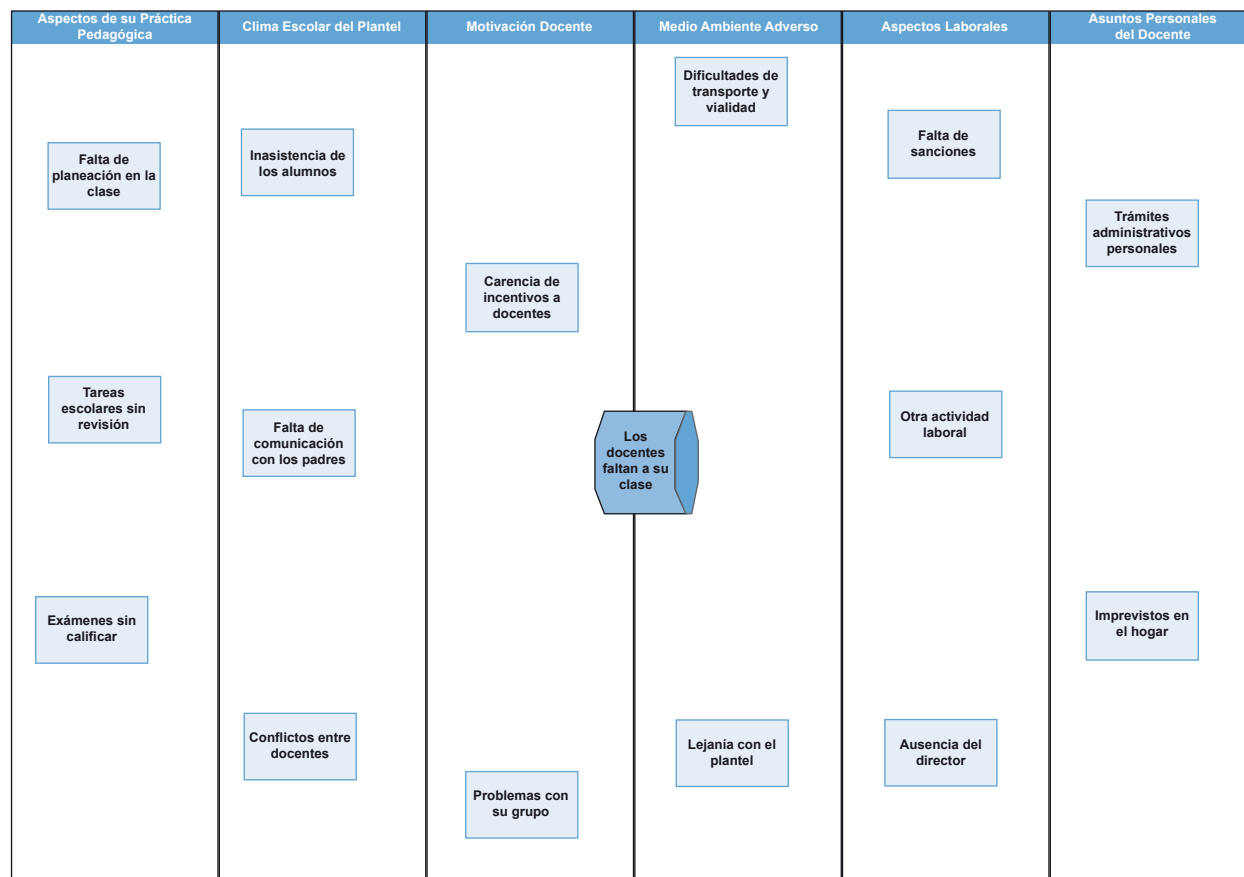 Aspectos de su Práctica
Pedagógica
Clima Escolar del Plantel
Motivación Docente
Medio Ambiente Adverso
Aspectos Laborales
Asuntos Personales
del Docente
Falta de
planeación en la
clase
Tareas
escolares sin
revisión
Exámenes sin
calificar
Inasistencia de
los alumnos
Falta de
comunicación
con los padres
Conflictos entre
docentes
Carencia de
incentivos a
docentes
Problemas con
su grupo
Los
docentes
faltan a su
clase
Dificultades de
transporte y
vialidad
Lejanía con el
plantel
Falta de
sanciones
Otra actividad
laboral
Ausencia del
director
Trámites
administrativos
personales
Imprevistos en
el hogar